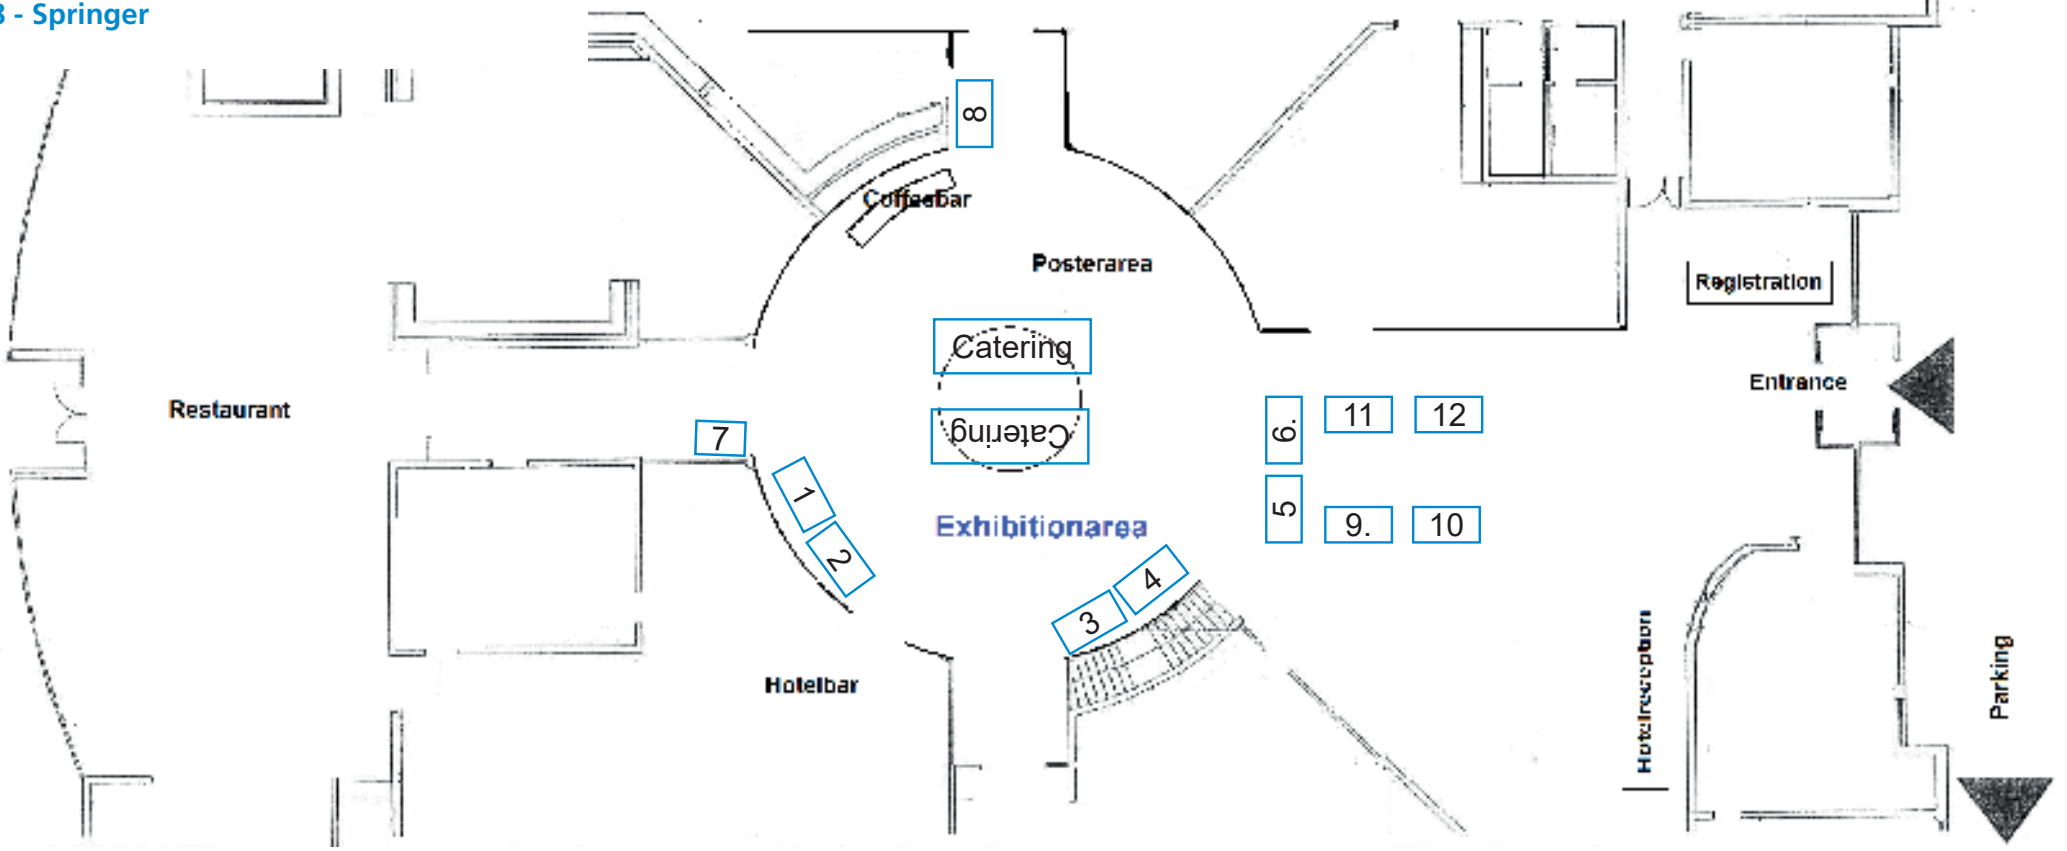 8 - Springer
8
Coffeebar
Posterarea
Registration
Catering
Entrance
Restaurant
6.
11
12
7
Catering
1
5
9.
10
Exhibitionarea
2
4
3
Hotelbar
Hotelreception
Parking